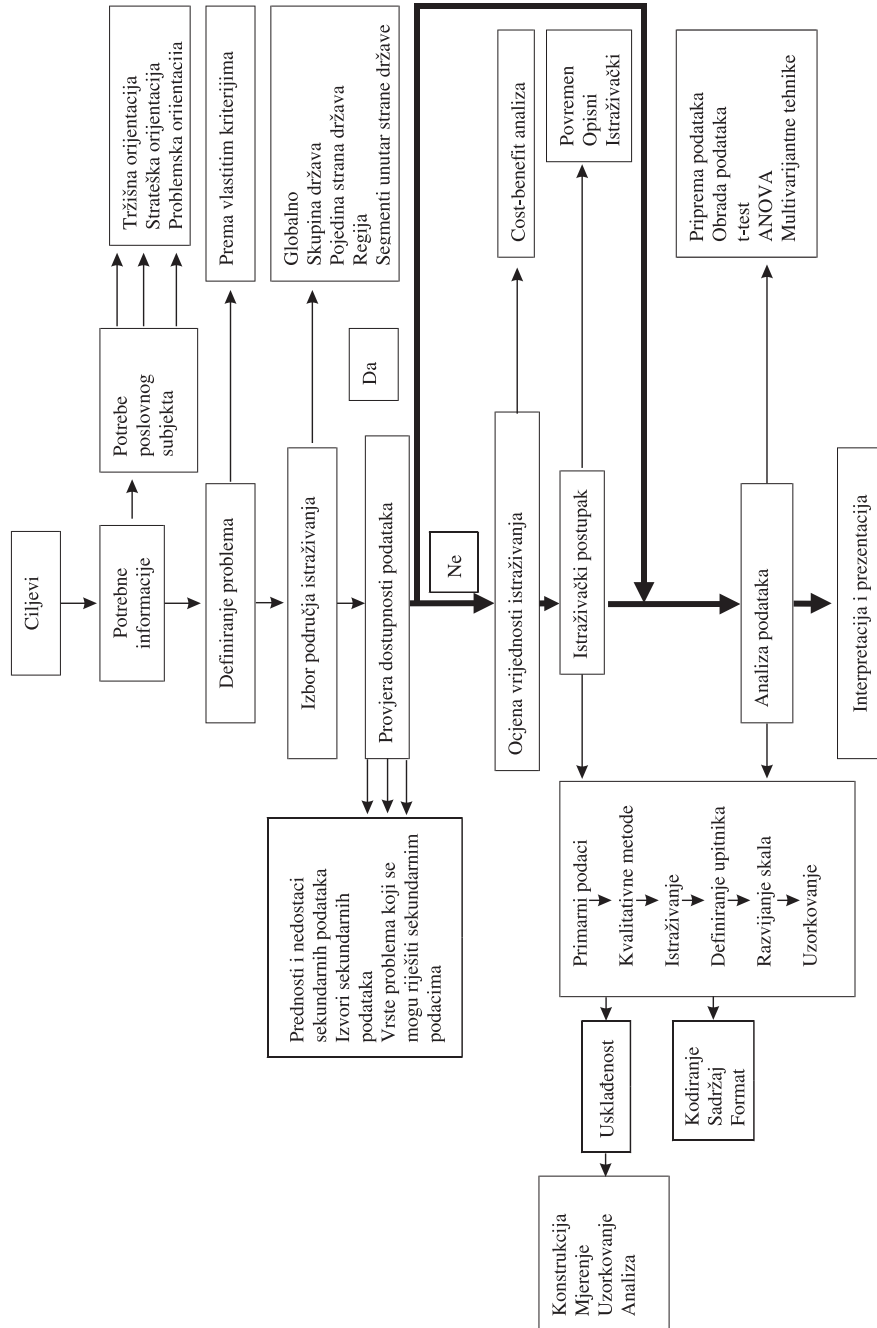 Ciljevi
Potrebne
informacije
Potrebe
poslovnog
subjekta
Tržišna orijentacija
Strateška orijentacija
Problemska oriientaciia
Definiranje problema
Prema vlastitim kriterijima
Izbor područja istraživanja
Globalno
Skupina država
Pojedina strana država
Regija
Segmenti unutar strane države
Provjera dostupnosti podataka
Da
Prednosti i nedostaci
sekundarnih podataka
Izvori sekundarnih
podataka
Vrste problema koji se
mogu riješiti sekundarnim
podacima
Ne
Ocjena vrijednosti istraživanja
Cost-benefit analiza
Istraživački postupak
Povremen
Opisni
Istraživački
Primarni podaci
Kvalitativne metode
Istraživanje
Definiranje upitnika
Razvijanje skala
Uzorkovanje
Usklađenost
Konstrukcija
Mjerenje
Uzorkovanje
Analiza
Kodiranje
Sadržaj
Format
Analiza podataka
Priprema podataka
Obrada podataka
t-test
ANOVA
Multivarijantne tehnike
Interpretacija i prezentacija